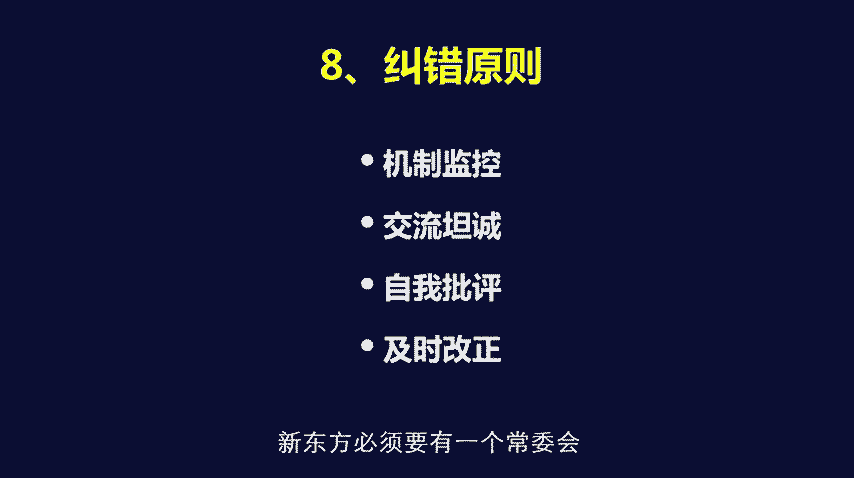 8、纠错原则
• 机制监控
• 交流坦诚
• 自我批评
• 及时改正
新东方必须要有一个常委会